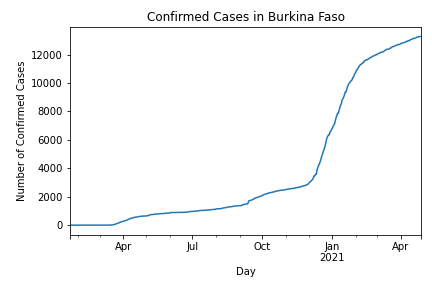 Confirmed Cases in Burkina Faso
Number of Confirmed Cases
12000
10000
8000
6000
4000
2000
0
Apr Jul Oct Jan Apr
2021
Day